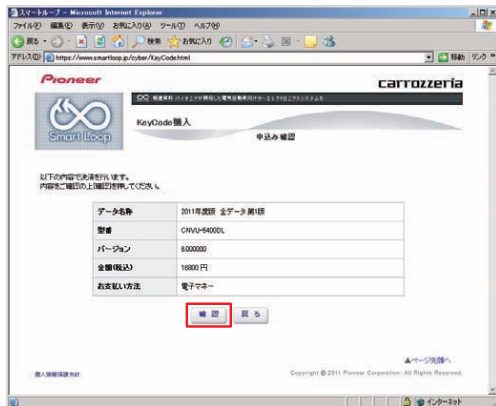 スマートループ - Microsoft Internet Explorer
ファイル(F) 編集(E) 表示(V) お気に入り(A) ツール(T) ヘルプ(H)
戻る 検索 お気に入り
アドレス(D) https://www.smartloop.jp/cyber/KeyCode.html 移動 リンク
Pioneer
carrozzeria
Smart Loop
KeyCode購入
申込み確認
以下の内容で決済を行います。
内容をご確認の上[確認]を押してください。
データ名称 2011年度版 全データ 第1版
型番 CNVU-54000L
バージョン 6.000000
金額(税込) 16800 円
お支払い方法 電子マネー
確 認 戻 る
▲ページ先頭へ
個人情報保護方針 Copyright © 2011 Pioneer Corporation. All Rights Reserved.
インターネット